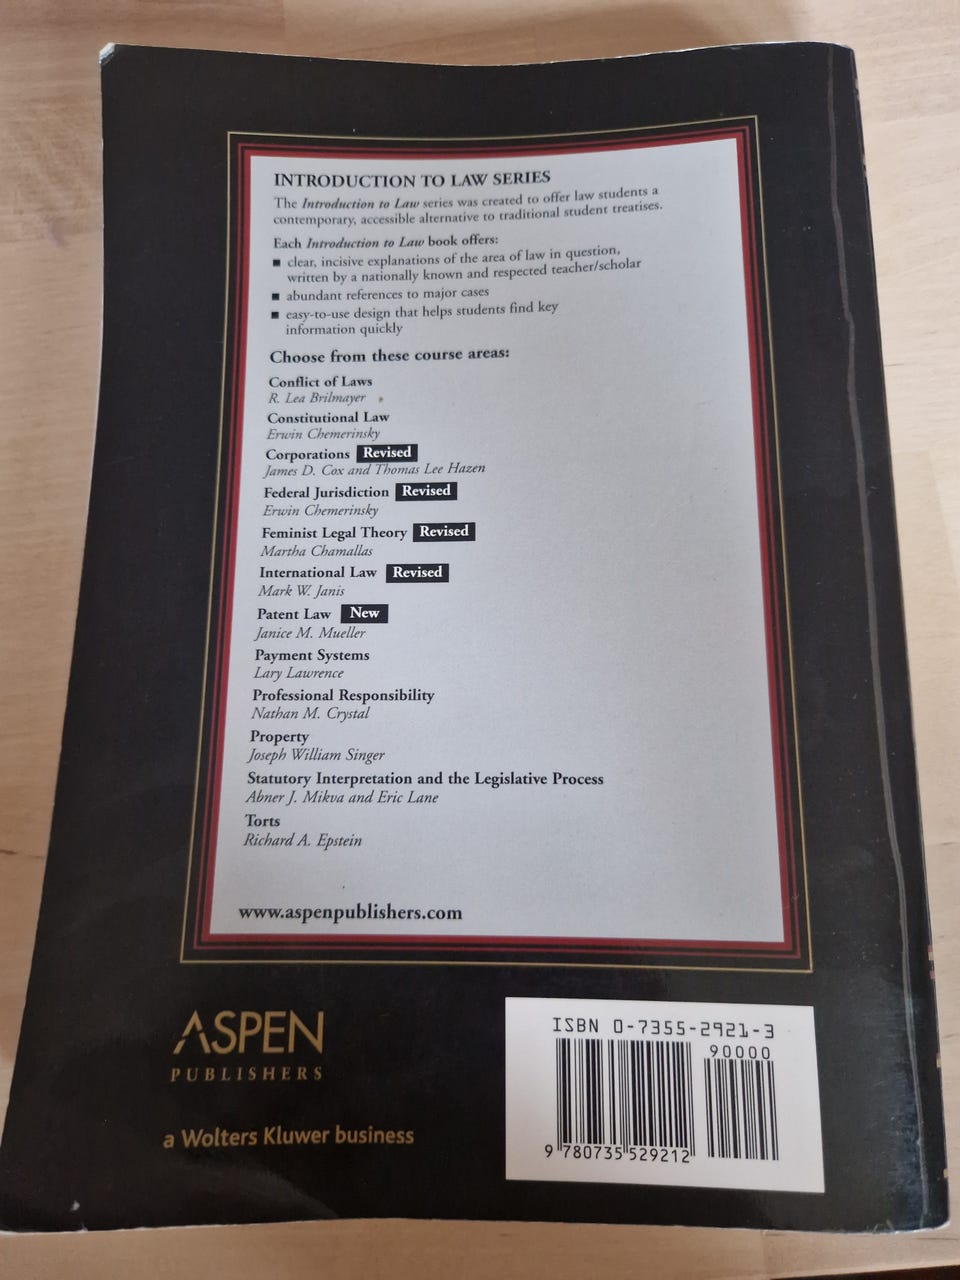 INTRODUCTION TO LAW SERIES
The Introduction to Law series was created to offer law students a
contemporary, accessible alternative to traditional student treatises.
Each Introduction to Law book offers:
■ clear, incisive explanations of the area of law in question,
written by a nationally known and respected teacher/scholar
■ abundant references to major cases
■ easy-to-use design that helps students find key
information quickly
Choose from these course areas:
Conflict of Laws
R. Lea Brilmayer
Constitutional Law
Erwin Chemerinsky
Corporations Revised
James D. Cox and Thomas Lee Hazen
Federal Jurisdiction Revised
Erwin Chemerinsky
Feminist Legal Theory Revised
Martha Chamallas
International Law Revised
Mark W. Janis
Patent Law New
Janice M. Mueller
Payment Systems
Lary Lawrence
Professional Responsibility
Nathan M. Crystal
Property
Joseph William Singer
Statutory Interpretation and the Legislative Process
Abner J. Mikva and Eric Lane
Torts
Richard A. Epstein
www.aspenpublishers.com
ASPEN
PUBLISHERS
a Wolters Kluwer business
ISBN 0-7355-2921-3
90000
9 780735 529212